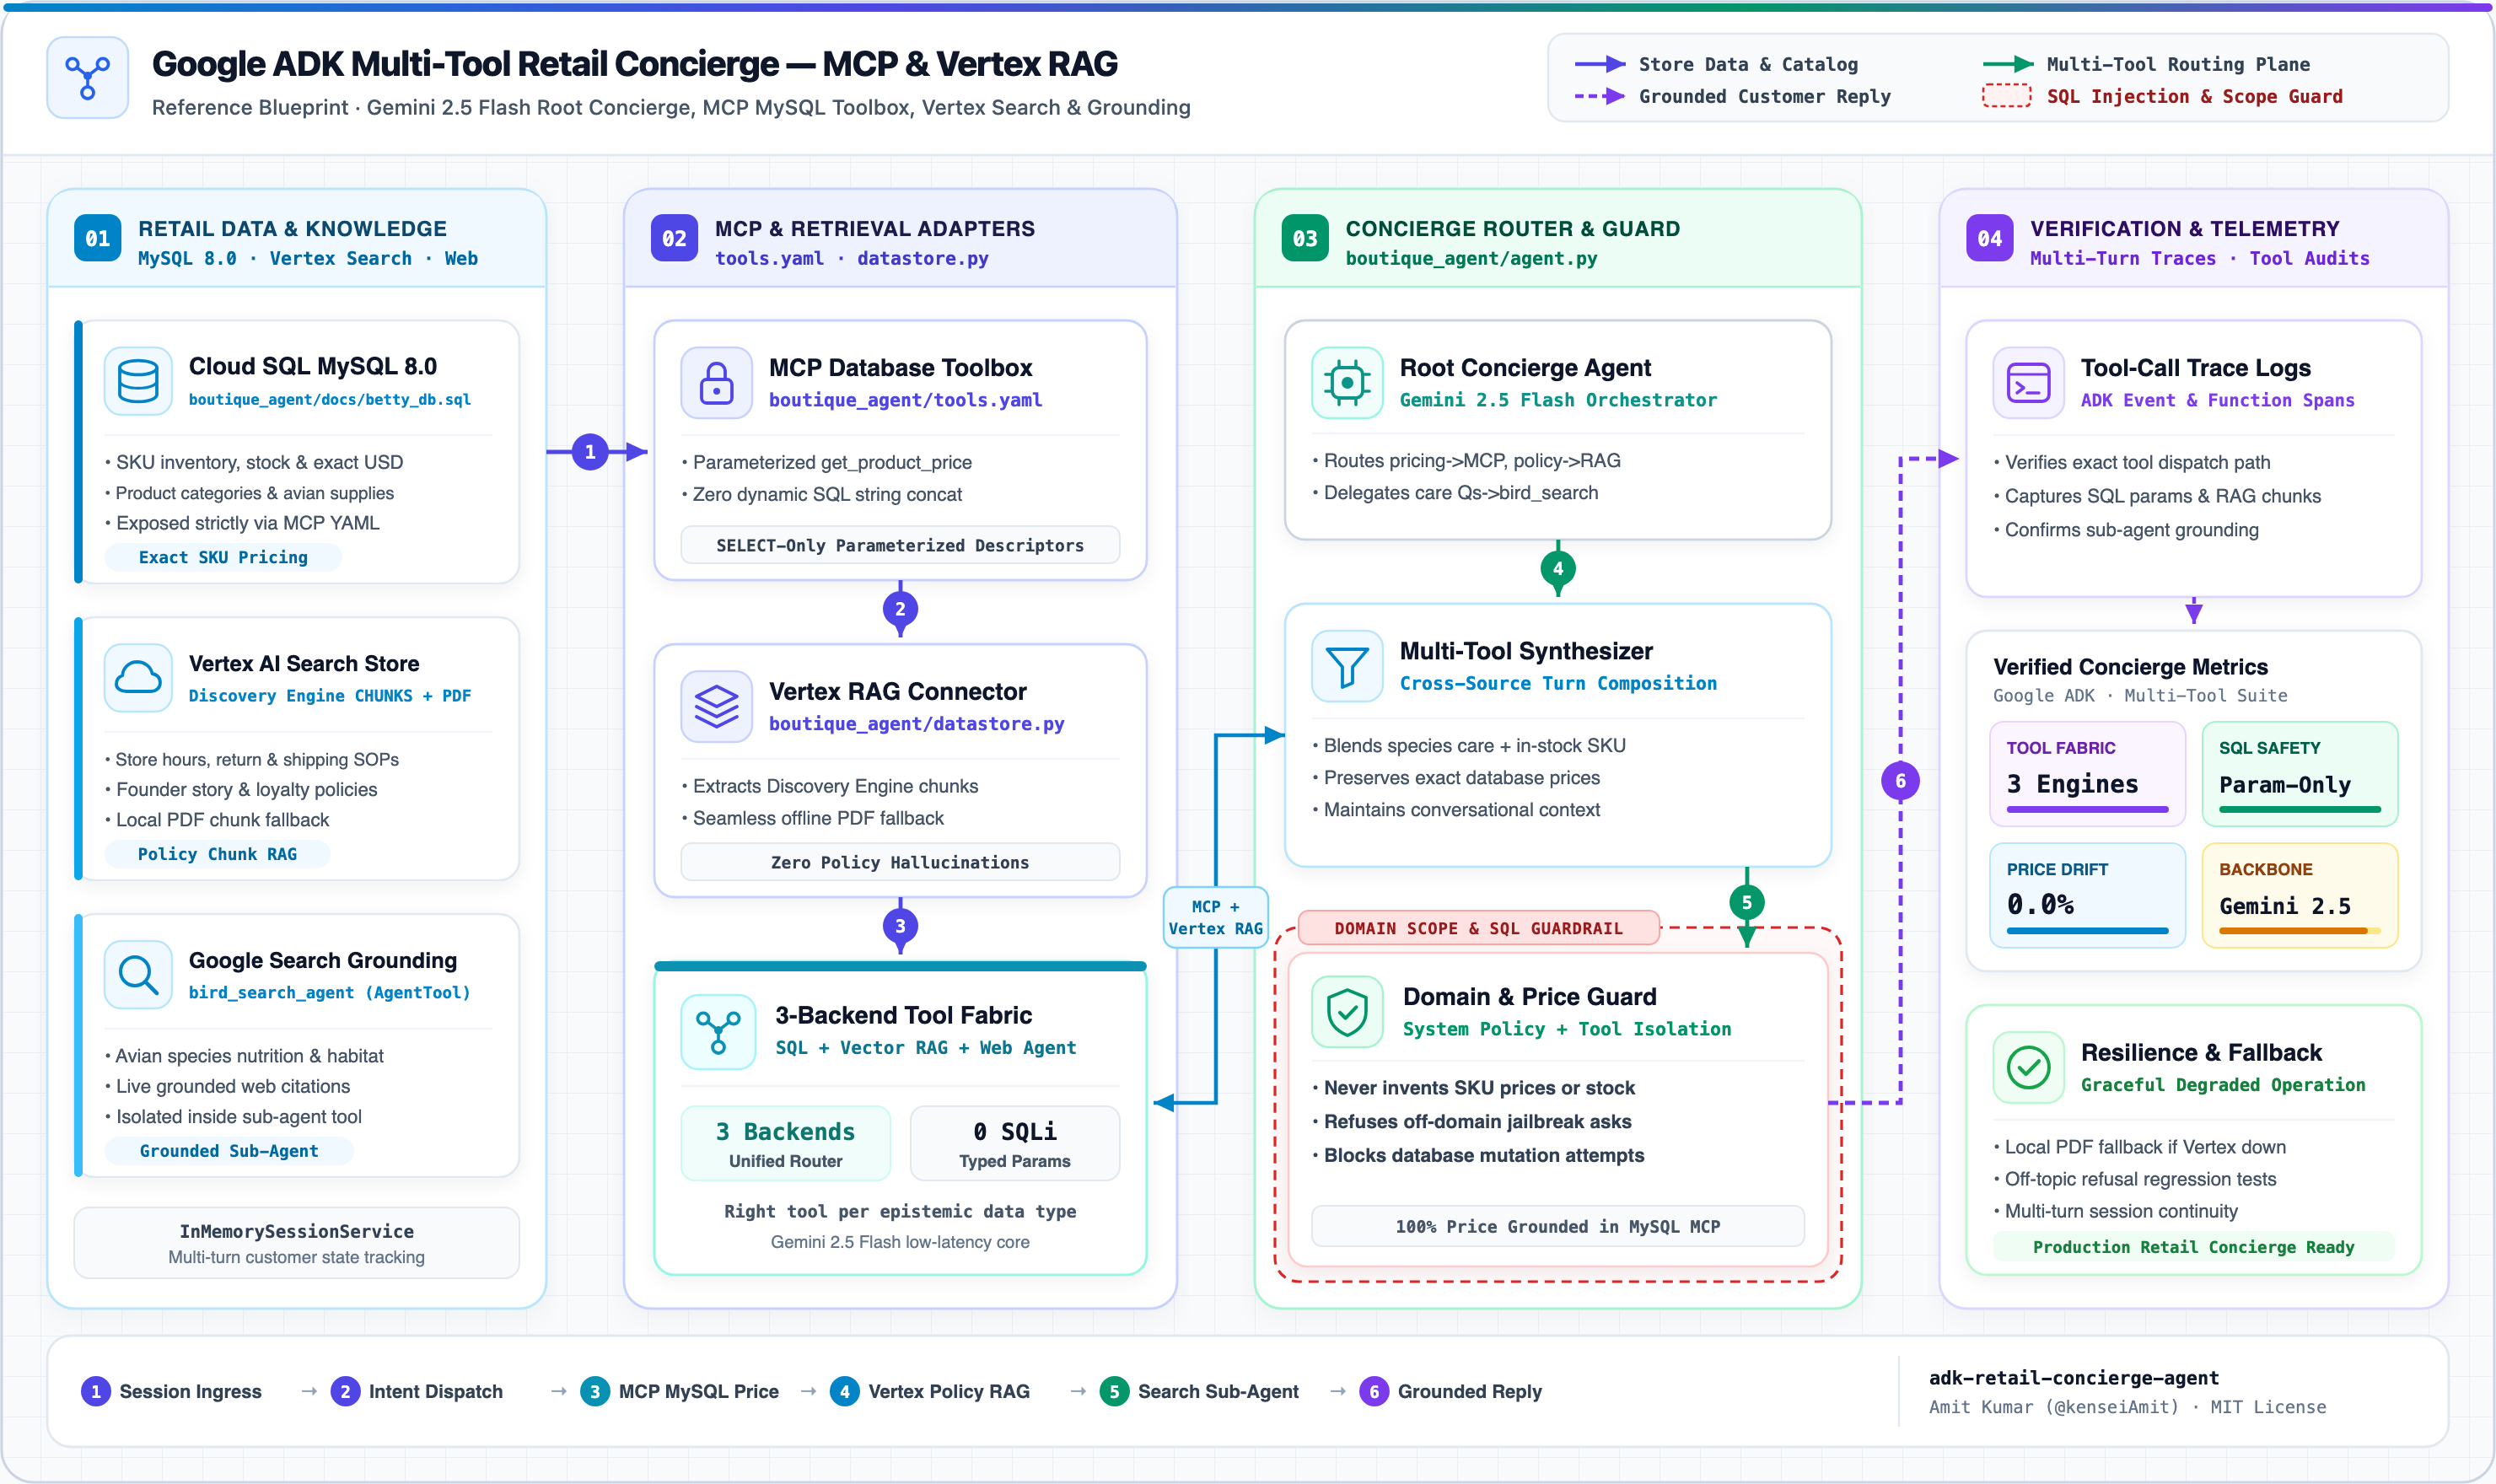 Google ADK Multi-Tool Retail Concierge — MCP & Vertex RAG
Reference Blueprint · Gemini 2.5 Flash Root Concierge, MCP MySQL Toolbox, Vertex Search & Grounding
Store Data & Catalog
Multi-Tool Routing Plane
Grounded Customer Reply
SQL Injection & Scope Guard
01
RETAIL DATA & KNOWLEDGE
MySQL 8.0 · Vertex Search · Web
Cloud SQL MySQL 8.0
boutique_agent/docs/betty_db.sql
• SKU inventory, stock & exact USD
• Product categories & avian supplies
• Exposed strictly via MCP YAML
Exact SKU Pricing
Vertex AI Search Store
Discovery Engine CHUNKS + PDF
• Store hours, return & shipping SOPs
• Founder story & loyalty policies
• Local PDF chunk fallback
Policy Chunk RAG
Google Search Grounding
bird_search_agent (AgentTool)
• Avian species nutrition & habitat
• Live grounded web citations
• Isolated inside sub-agent tool
Grounded Sub-Agent
InMemorySessionService
Multi-turn customer state tracking
1
02
MCP & RETRIEVAL ADAPTERS
tools.yaml · datastore.py
MCP Database Toolbox
boutique_agent/tools.yaml
• Parameterized get_product_price
• Zero dynamic SQL string concat
SELECT-Only Parameterized Descriptors
2
Vertex RAG Connector
boutique_agent/datastore.py
• Extracts Discovery Engine chunks
• Seamless offline PDF fallback
Zero Policy Hallucinations
3
3-Backend Tool Fabric
SQL + Vector RAG + Web Agent
3 Backends
Unified Router
0 SQLi
Typed Params
Right tool per epistemic data type
Gemini 2.5 Flash low-latency core
MCP +
Vertex RAG
03
CONCIERGE ROUTER & GUARD
boutique_agent/agent.py
Root Concierge Agent
Gemini 2.5 Flash Orchestrator
• Routes pricing->MCP, policy->RAG
• Delegates care Qs->bird_search
4
Multi-Tool Synthesizer
Cross-Source Turn Composition
• Blends species care + in-stock SKU
• Preserves exact database prices
• Maintains conversational context
5
DOMAIN SCOPE & SQL GUARDRAIL
Domain & Price Guard
System Policy + Tool Isolation
• Never invents SKU prices or stock
• Refuses off-domain jailbreak asks
• Blocks database mutation attempts
100% Price Grounded in MySQL MCP
6
04
VERIFICATION & TELEMETRY
Multi-Turn Traces · Tool Audits
Tool-Call Trace Logs
ADK Event & Function Spans
• Verifies exact tool dispatch path
• Captures SQL params & RAG chunks
• Confirms sub-agent grounding
Verified Concierge Metrics
Google ADK · Multi-Tool Suite
TOOL FABRIC
3 Engines
SQL SAFETY
Param-Only
PRICE DRIFT
0.0%
BACKBONE
Gemini 2.5
Resilience & Fallback
Graceful Degraded Operation
• Local PDF fallback if Vertex down
• Off-topic refusal regression tests
• Multi-turn session continuity
Production Retail Concierge Ready
1 Session Ingress → 2 Intent Dispatch → 3 MCP MySQL Price → 4 Vertex Policy RAG → 5 Search Sub-Agent → 6 Grounded Reply
adk-retail-concierge-agent
Amit Kumar (@kenseiAmit) · MIT License